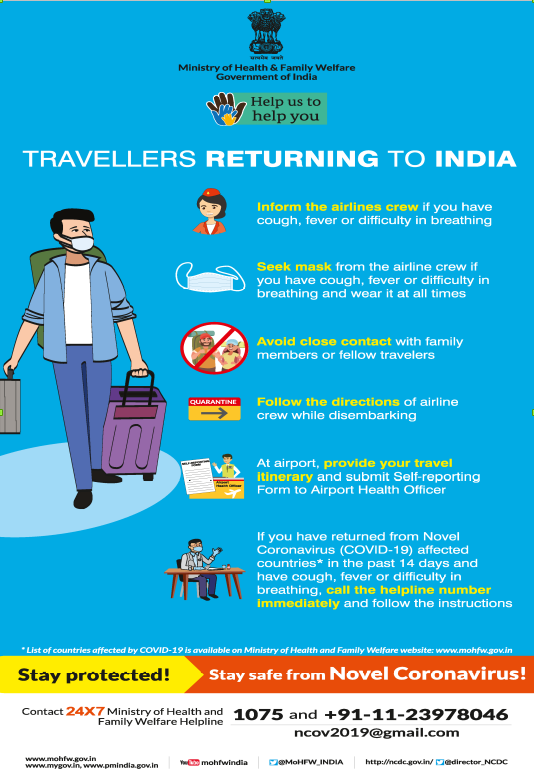 सत्यमेव जयते
Ministry of Health & Family Welfare
Government of India
Help us to
help you
TRAVELLERS RETURNING TO INDIA
Inform the airlines crew if you have
cough, fever or difficulty in breathing
Seek mask from the airline crew if
you have cough, fever or difficulty in
breathing and wear it at all times
Avoid close contact with family
members or fellow travelers
QUARANTINE
Follow the directions of airline
crew while disembarking
At airport, provide your travel
itinerary and submit Self-reporting
Form to Airport Health Officer
SELF-REPORTING
FORM
Airport
Health Officer
If you have returned from Novel
Coronavirus (COVID-19) affected
countries* in the past 14 days and
have cough, fever or difficulty in
breathing, call the helpline number
immediately and follow the instructions
* List of countries affected by COVID-19 is available on Ministry of Health and Family Welfare website: www.mohfw.gov.in
Stay protected! Stay safe from Novel Coronavirus!
Contact 24X7 Ministry of Health and
Family Welfare Helpline
1075 and +91-11-23978046
ncov2019@gmail.com
www.mohfw.gov.in
www.mygov.in, www.pmindia.gov.in
YouTube mohfwindia
@MoHFW_INDIA
http://ncdc.gov.in/ @director_NCDC